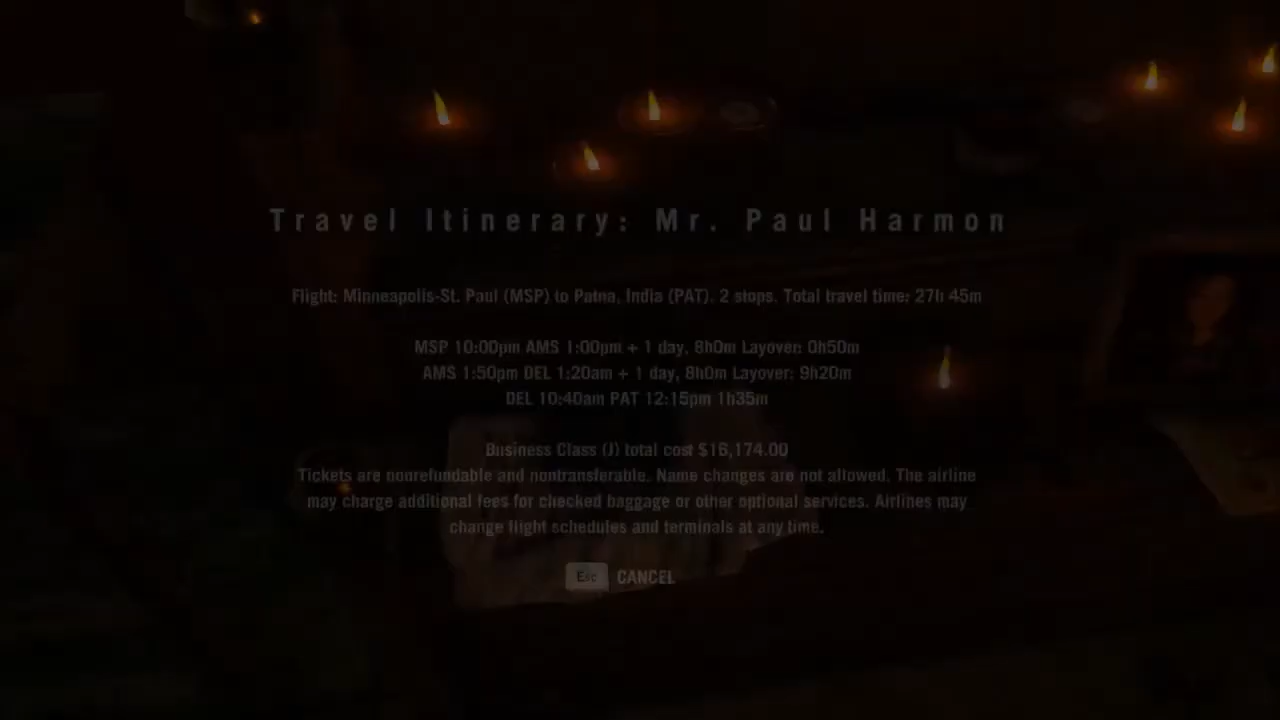 Travel Itinerary: Mr. Paul Harmon
Flight: Minneapolis-St. Paul (MSP) to Patna, India (PAT). 2 stops. Total travel time: 27h 45m
MSP 10:00pm AMS 1:00pm + 1 day, 8h0m Layover: 0h50m
AMS 1:50pm DEL 1:20am + 1 day, 8h0m Layover: 9h20m
DEL 10:40am PAT 12:15pm 1h35m
Business Class (J) total cost $16,174.00
Tickets are nonrefundable and nontransferable. Name changes are not allowed. The airline
may charge additional fees for checked baggage or other optional services. Airlines may
change flight schedules and terminals at any time.
Esc CANCEL